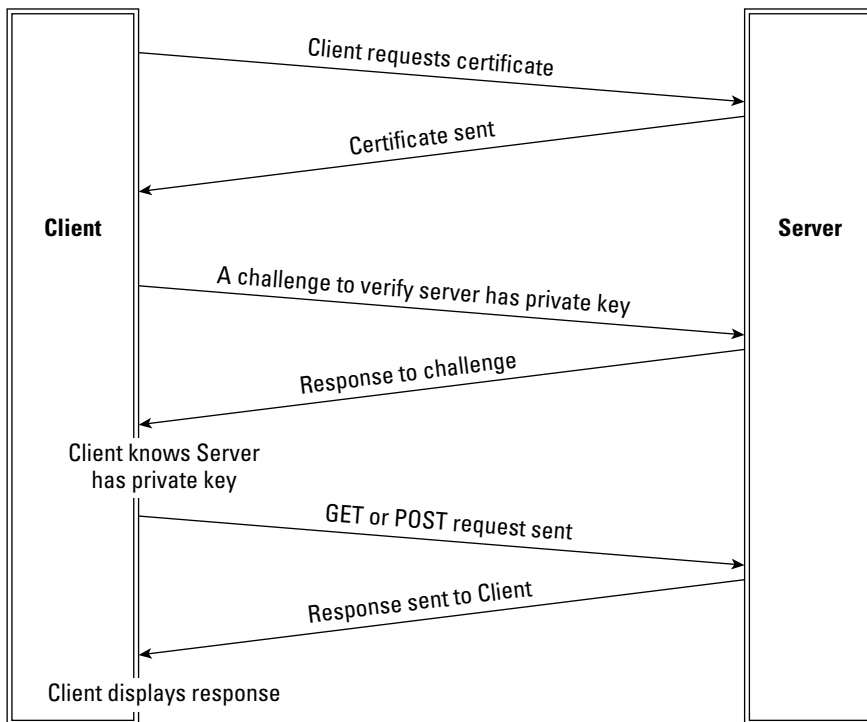 Client requests certificate
Certificate sent
Client
Server
A challenge to verify server has private key
Response to challenge
Client knows Server
has private key
GET or POST request sent
Response sent to Client
Client displays response